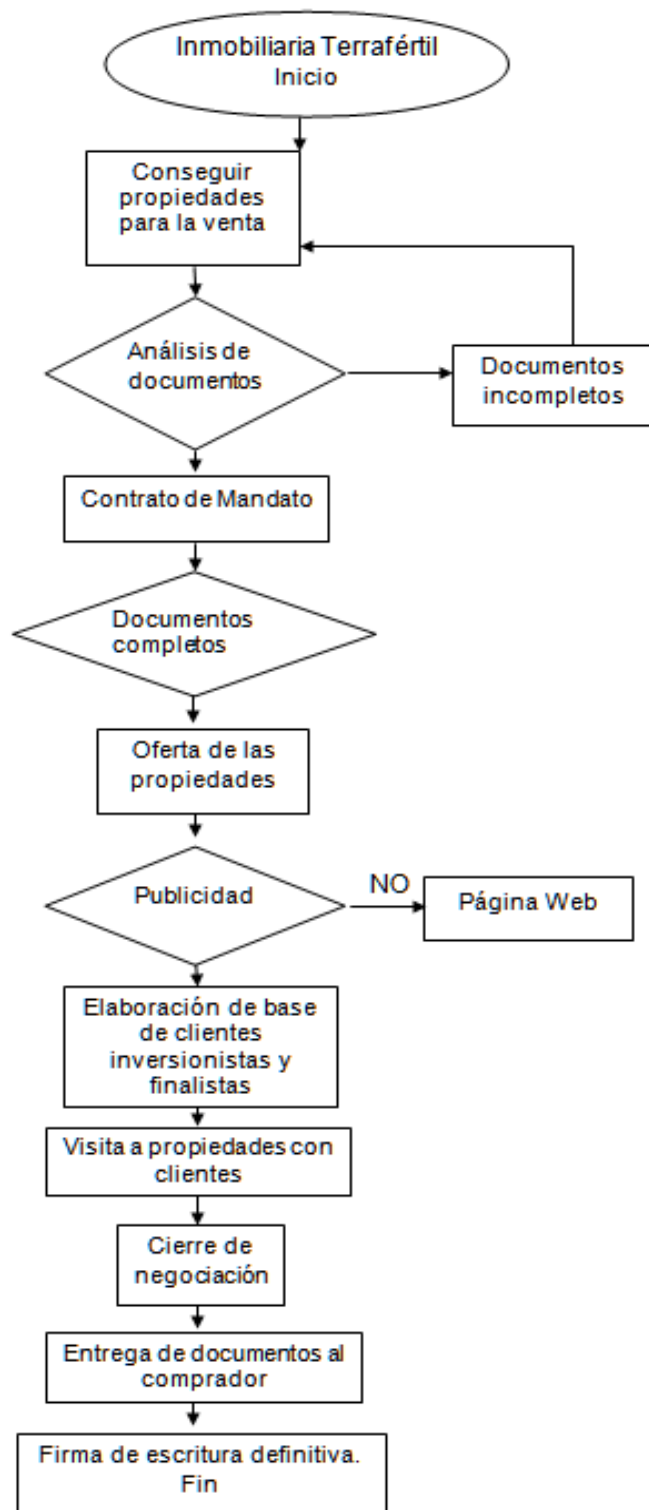 Inmobiliaria Terrafértil
Inicio
Conseguir
propiedades
para la venta
Análisis de
documentos
Documentos
incompletos
Contrato de Mandato
Documentos
completos
Oferta de las
propiedades
Publicidad
NO
Página Web
Elaboración de base
de clientes
inversionistas y
finalistas
Visita a propiedades con
clientes
Cierre de
negociación
Entrega de documentos al
comprador
Firma de escritura definitiva.
Fin